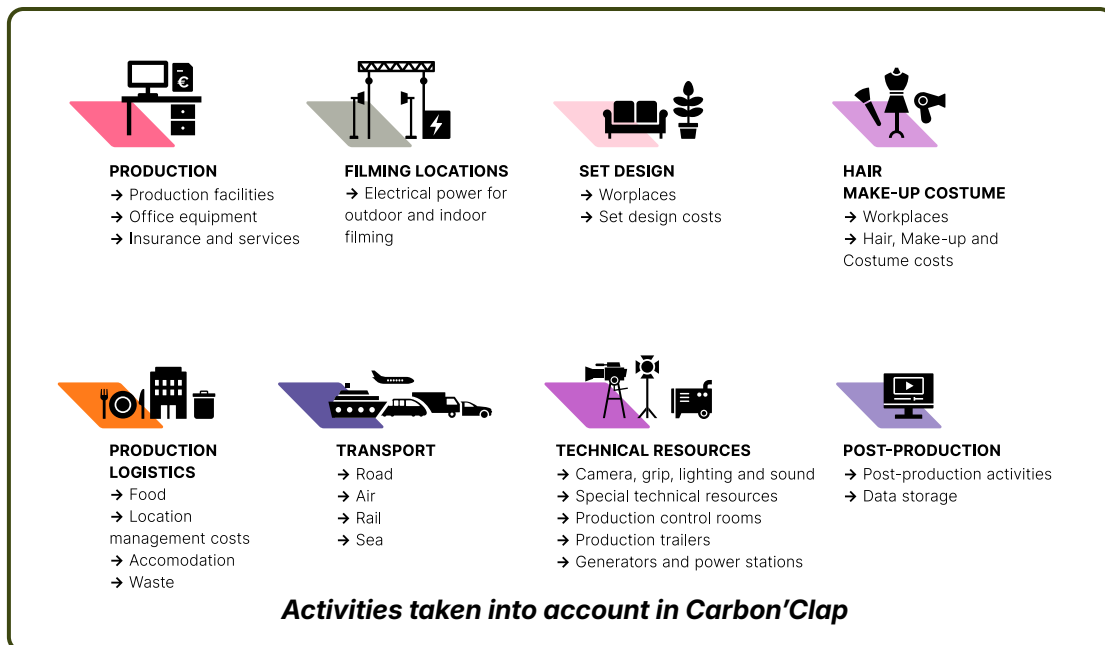 €
PRODUCTION
→ Production facilities
→ Office equipment
→ Insurance and services
FILMING LOCATIONS
→ Electrical power for
outdoor and indoor
filming
SET DESIGN
→ Worplaces
→ Set design costs
HAIR
MAKE-UP COSTUME
→ Workplaces
→ Hair, Make-up and
Costume costs
PRODUCTION
LOGISTICS
→ Food
→ Location
management costs
→ Accomodation
→ Waste
TRANSPORT
→ Road
→ Air
→ Rail
→ Sea
TECHNICAL RESOURCES
→ Camera, grip, lighting and sound
→ Special technical resources
→ Production control rooms
→ Production trailers
→ Generators and power stations
POST-PRODUCTION
→ Post-production activities
→ Data storage
Activities taken into account in Carbon'Clap